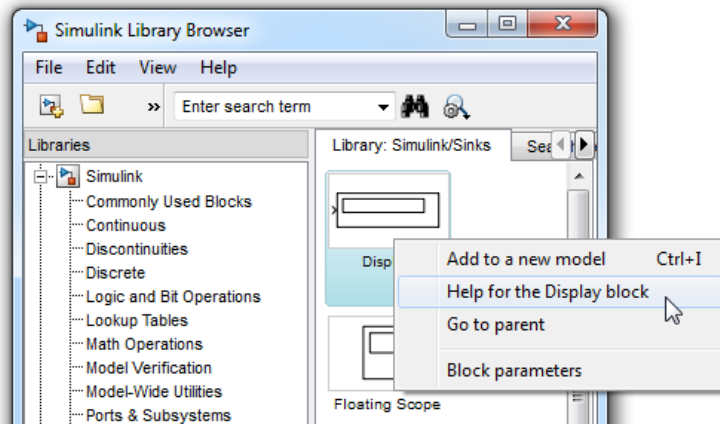 Simulink Library Browser
File Edit View Help
Enter search term
Libraries
Library: Simulink/Sinks
Simulink
Commonly Used Blocks
Continuous
Discontinuities
Discrete
Logic and Bit Operations
Lookup Tables
Math Operations
Model Verification
Model-Wide Utilities
Ports & Subsystems
Add to a new model Ctrl+I
Help for the Display block
Go to parent
Block parameters
Floating Scope